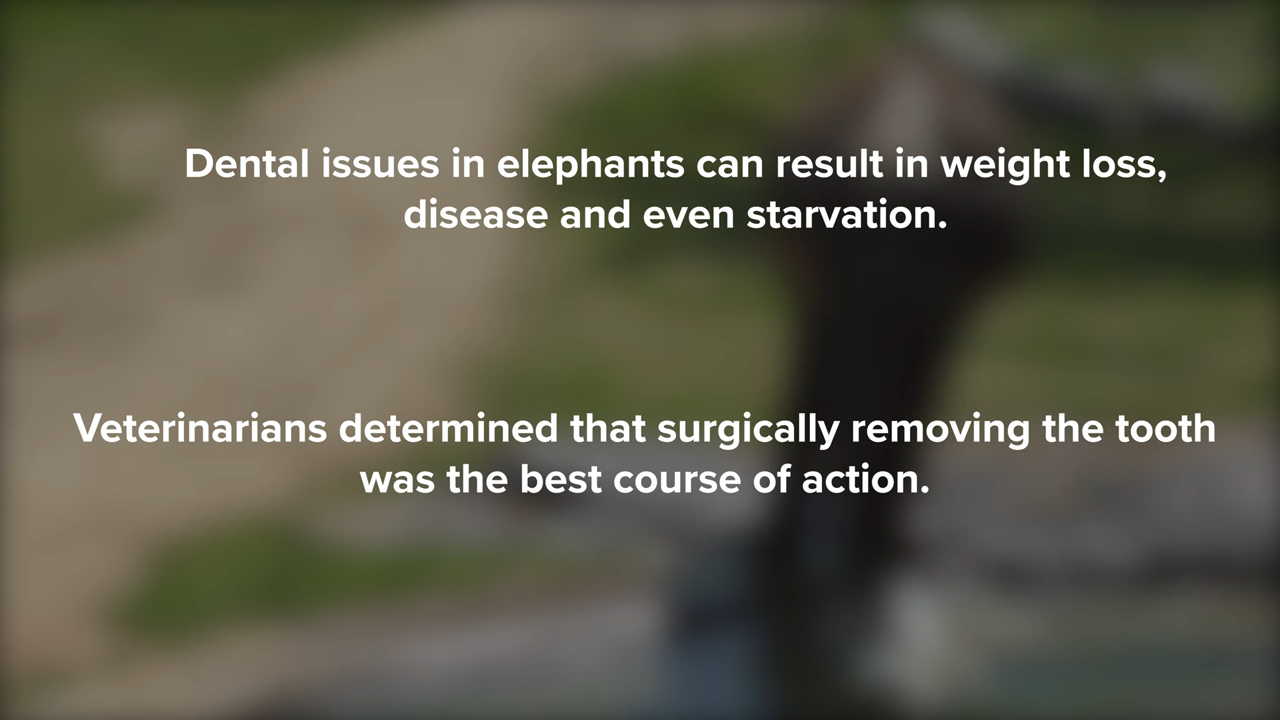 Dental issues in elephants can result in weight loss,
disease and even starvation.
Veterinarians determined that surgically removing the tooth
was the best course of action.